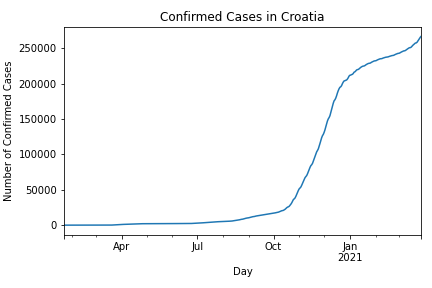 Confirmed Cases in Croatia
Number of Confirmed Cases
250000
200000
150000
100000
50000
0
Apr
Jul
Oct
Jan
2021
Day